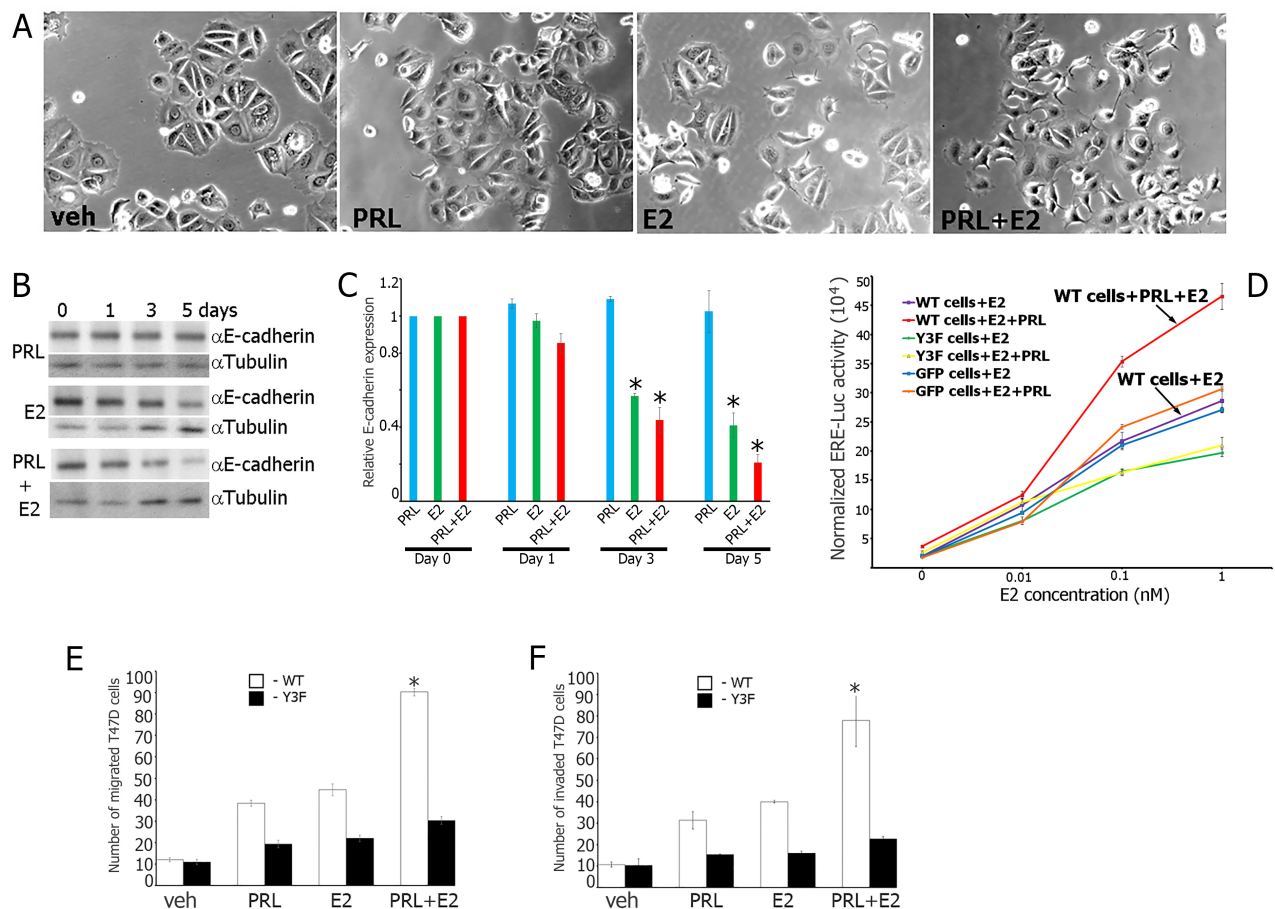 A
veh
PRL
E2
PRL+E2
B
0 1 3 5 days
PRL
αE-cadherin
αTubulin
E2
αE-cadherin
αTubulin
PRL
+
E2
αE-cadherin
αTubulin
C
Relative E-cadherin expression
1.2
1
0.8
0.4
0
PRL E2 PRL+E2 PRL E2 PRL+E2 PRL E2 PRL+E2 PRL E2 PRL+E2
* * * *
Day 0 Day 1 Day 3 Day 5
D
Normalized ERE-Luc activity (10⁴)
50
45
40
35
30
25
20
15
10
5
WT cells+E2
WT cells+E2+PRL
Y3F cells+E2
Y3F cells+E2+PRL
GFP cells+E2
GFP cells+E2+PRL
WT cells+PRL+E2
WT cells+E2
0 0.01 0.1 1
E2 concentration (nM)
E
Number of migrated T47D cells
100
90
80
70
60
50
40
30
20
10
0
- WT
- Y3F
*
veh PRL E2 PRL+E2
F
Number of invaded T47D cells
100
90
80
70
60
50
40
30
20
10
0
- WT
- Y3F
*
veh PRL E2 PRL+E2